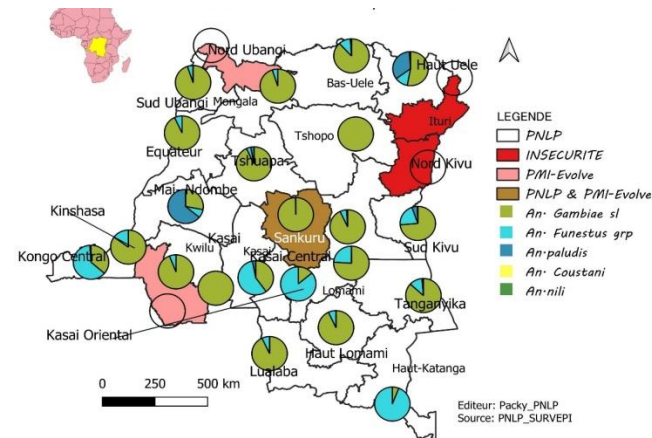 Nord Ubangi
Haut Uele
Bas-Uele
Sud Ubangi
Mongala
Ituri
Tshopo
Equateur
Tshuapa
Nord Kivu
Mai_Ndombe
Kinshasa
Kasai
Sankuru
Sud Kivu
Kongo Central
Kwilu
Kasai
Kasai Central
Lomami
Tanganyika
Kasai Oriental
Haut Lomami
Lualaba
Haut-Katanga
0 250 500 km
LEGENDE
PNLP
INSECURITE
PMI-Evolve
PNLP & PMI-Evolve
An. Gambiae sl
An. Funestus grp
An.paludis
An. Coustani
An.nili
Editeur: Packy_PNLP
Source: PNLP_SURVEPI